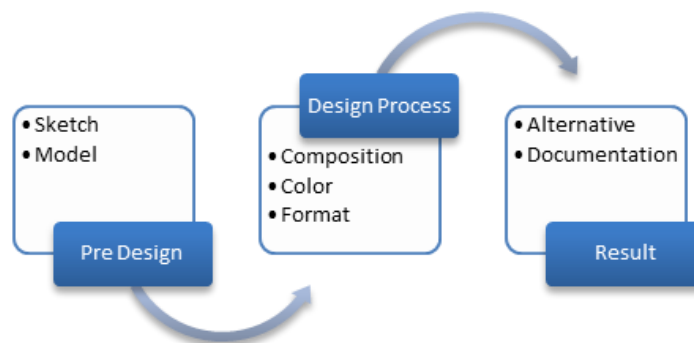 • Sketch
• Model
Pre Design
Design Process
• Composition
• Color
• Format
• Alternative
• Documentation
Result